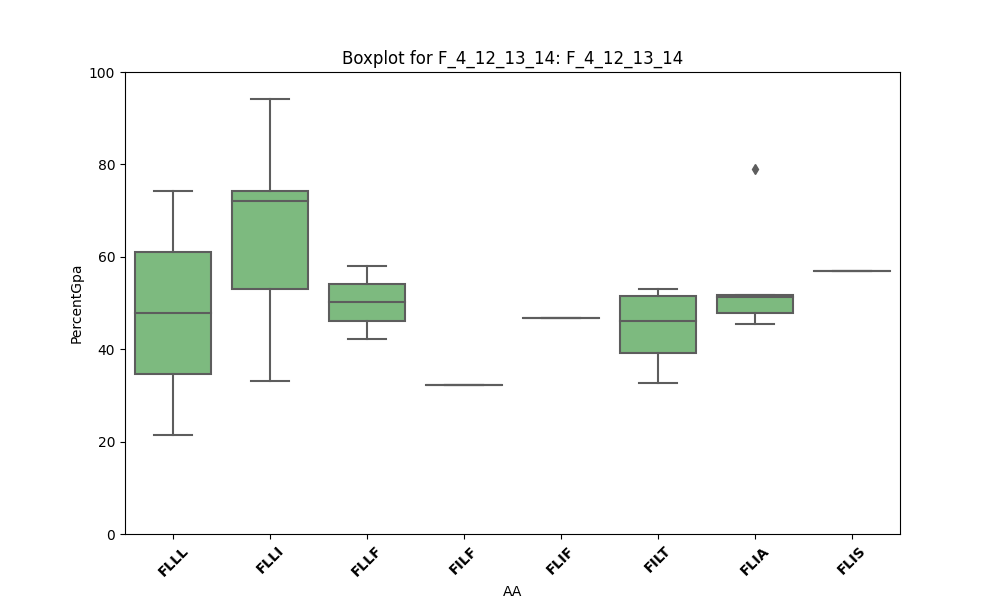 Boxplot for F_4_12_13_14: F_4_12_13_14
100
80
60
40
20
0
PercentGpa
FLLL
FLLI
FLLF
FILF
FLIF
FILT
FLIA
FLIS
AA